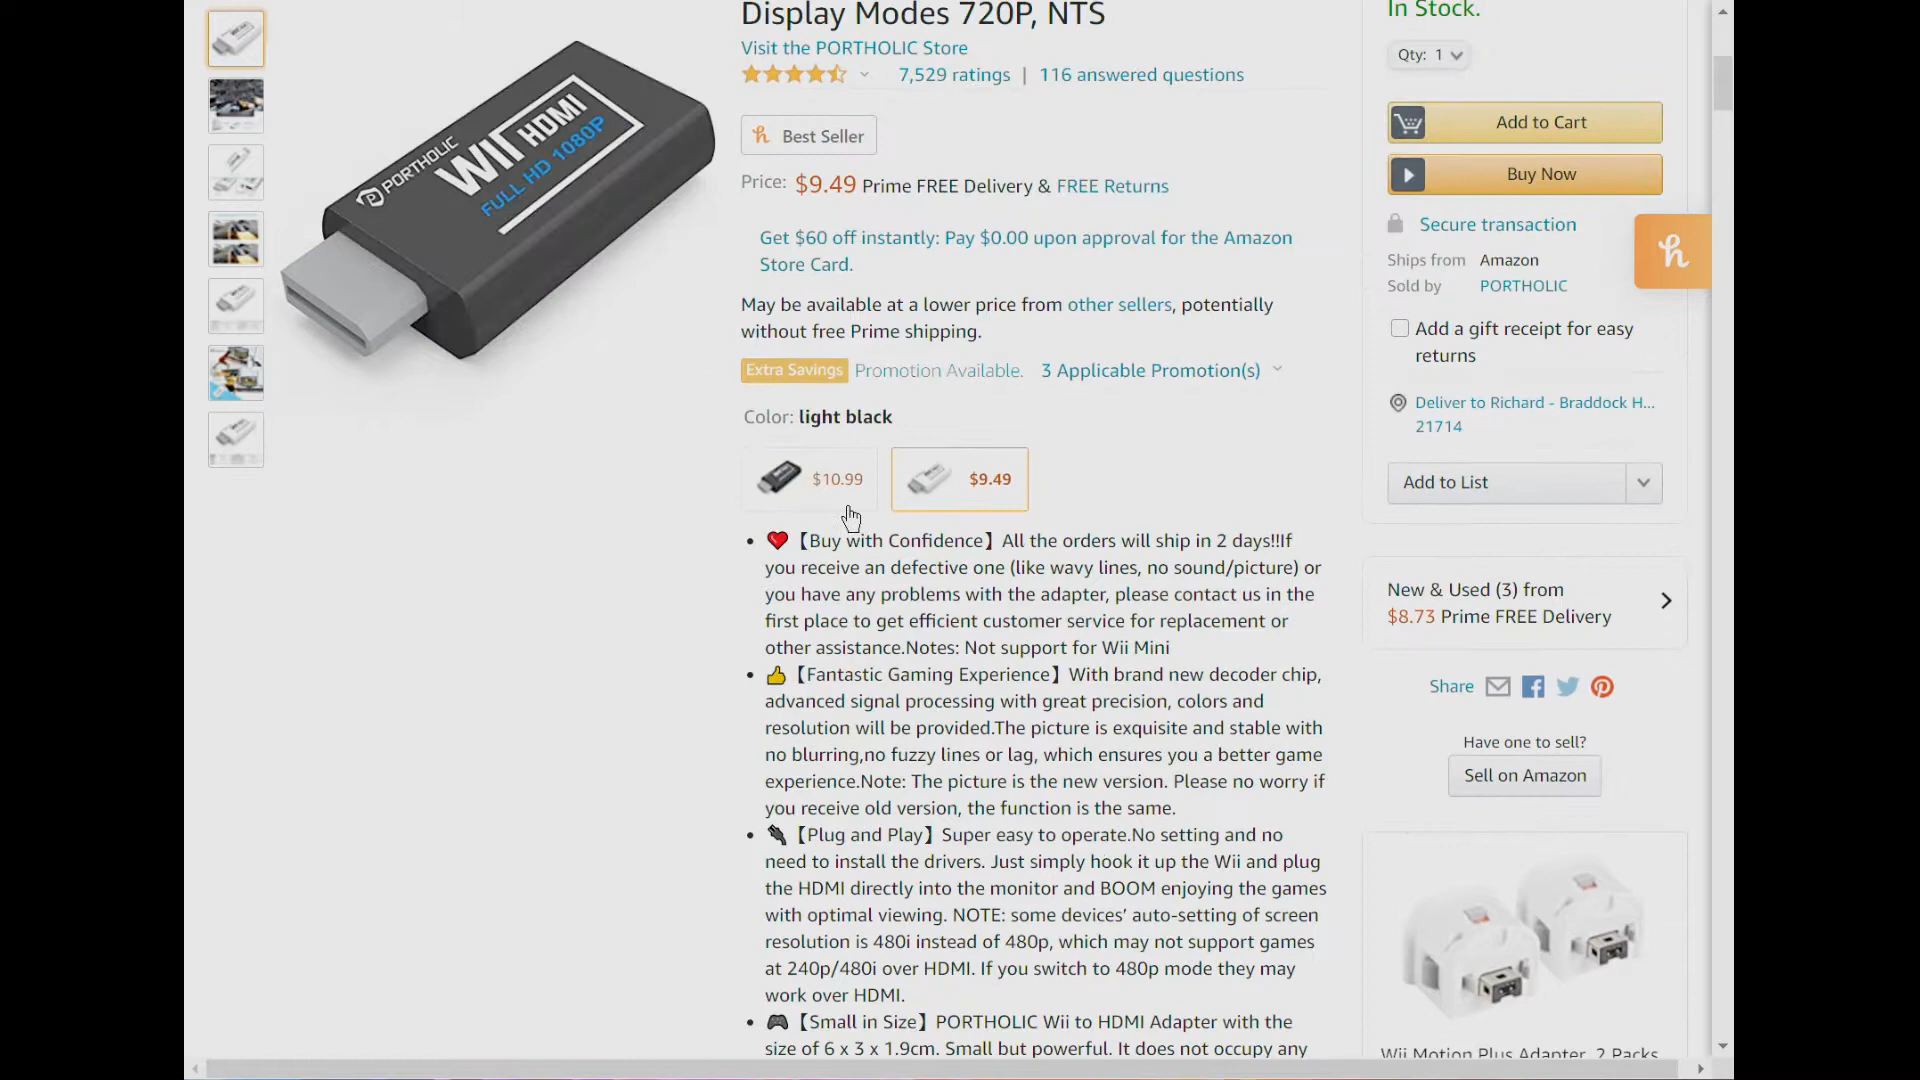 Display Modes 720P, NTS
Visit the PORTHOLIC Store
7,529 ratings | 116 answered questions
Best Seller
Price: $9.49 Prime FREE Delivery & FREE Returns
Get $60 off instantly: Pay $0.00 upon approval for the Amazon
Store Card.
May be available at a lower price from other sellers, potentially
without free Prime shipping.
Extra Savings Promotion Available. 3 Applicable Promotion(s)
Color: light black
$10.99
$9.49
【Buy with Confidence】All the orders will ship in 2 days!!If
you receive an defective one (like wavy lines, no sound/picture) or
you have any problems with the adapter, please contact us in the
first place to get efficient customer service for replacement or
other assistance.Notes: Not support for Wii Mini
【Fantastic Gaming Experience】With brand new decoder chip,
advanced signal processing with great precision, colors and
resolution will be provided.The picture is exquisite and stable with
no blurring,no fuzzy lines or lag, which ensures you a better game
experience.Note: The picture is the new version. Please no worry if
you receive old version, the function is the same.
【Plug and Play】Super easy to operate.No setting and no
need to install the drivers. Just simply hook it up the Wii and plug
the HDMI directly into the monitor and BOOM enjoying the games
with optimal viewing. NOTE: some devices’ auto-setting of screen
resolution is 480i instead of 480p, which may not support games
at 240p/480i over HDMI. If you switch to 480p mode they may
work over HDMI.
【Small in Size】PORTHOLIC Wii to HDMI Adapter with the
size of 6 x 3 x 1.9cm. Small but powerful. It does not occupy any
PORTHOLIC
WII HDMI
FULL HD 1080P
In Stock.
Qty: 1
Add to Cart
Buy Now
Secure transaction
Ships from Amazon
Sold by PORTHOLIC
Add a gift receipt for easy
returns
Deliver to Richard - Braddock H...
21714
Add to List
New & Used (3) from
$8.73 Prime FREE Delivery
Share
Have one to sell?
Sell on Amazon
Wii Motion Plus Adapter, 2 Packs
h